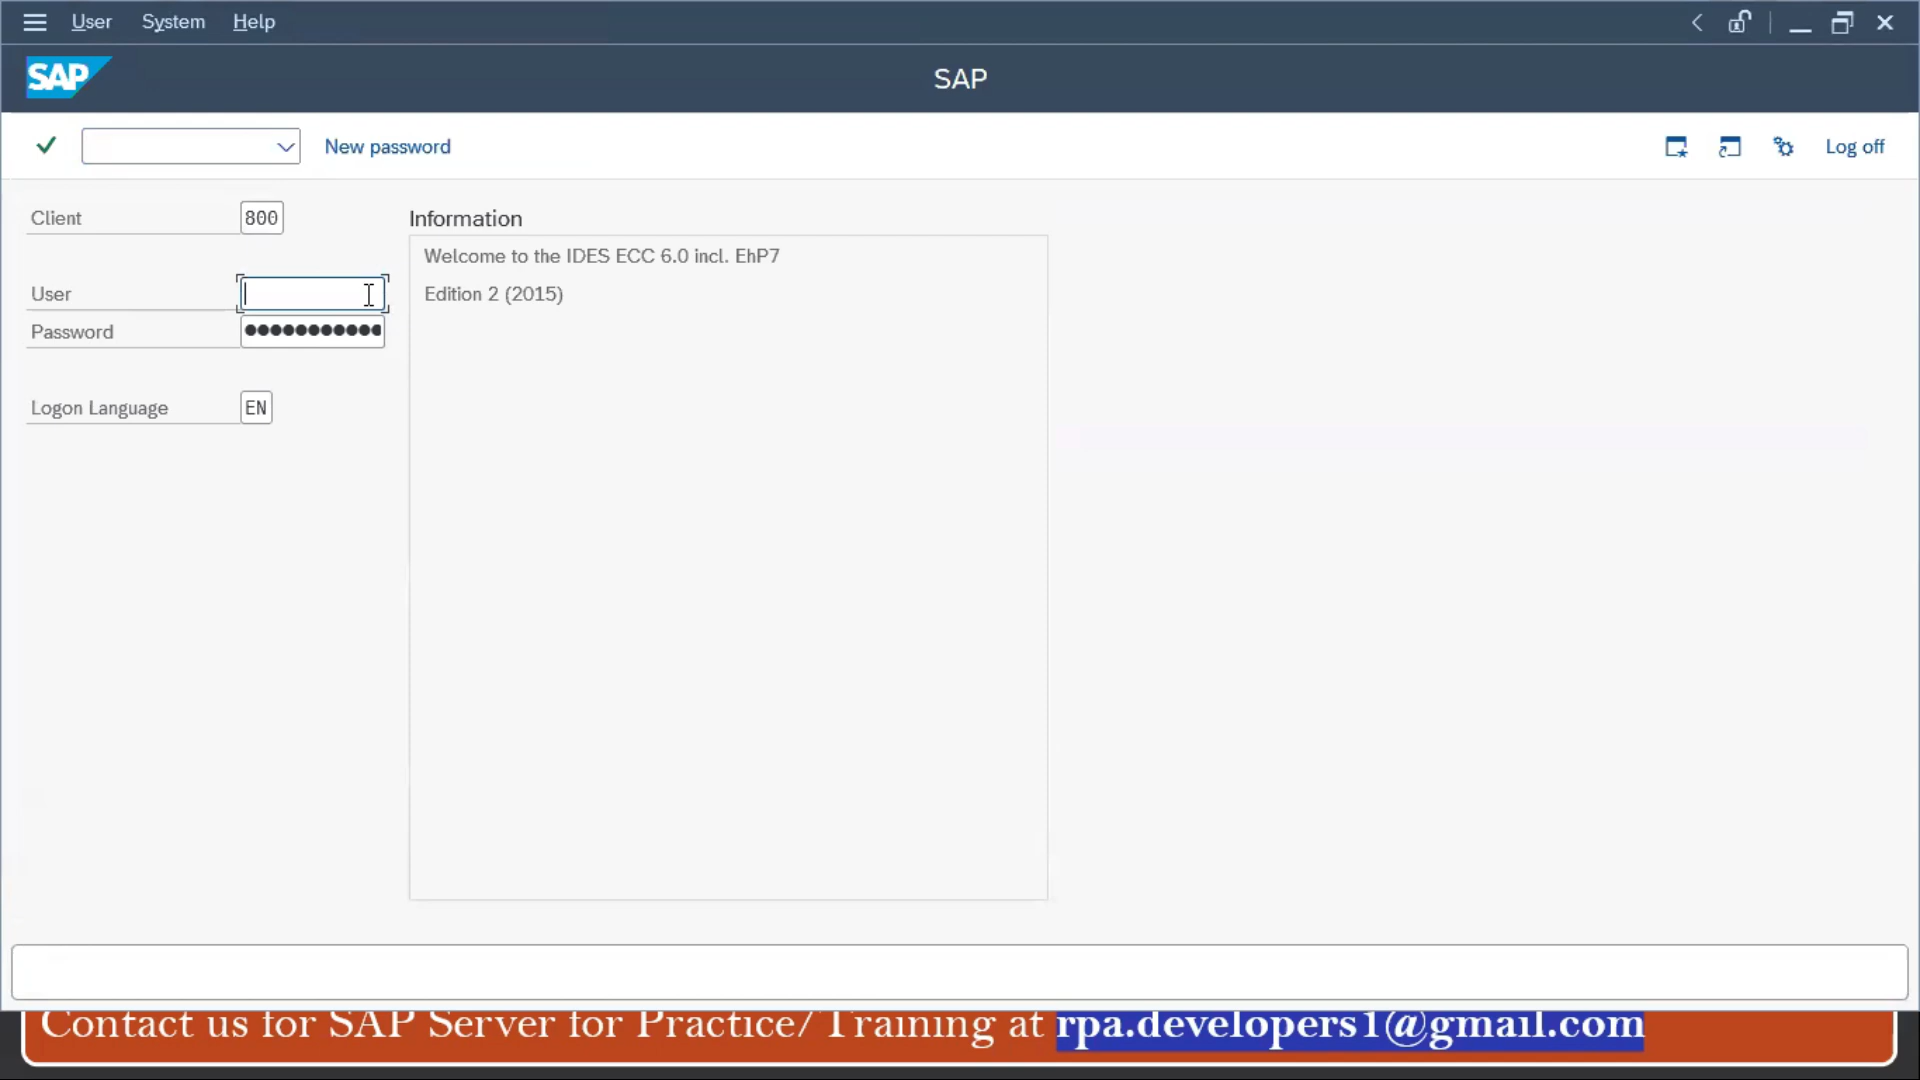 User System Help
SAP
SAP
New password
Log off
Client 800
Information
Welcome to the IDES ECC 6.0 incl. EhP7
User
Edition 2 (2015)
Password ●●●●●●●●●●●
Logon Language EN
Contact us for SAP Server for Practice/Training at rpa.developers1@gmail.com